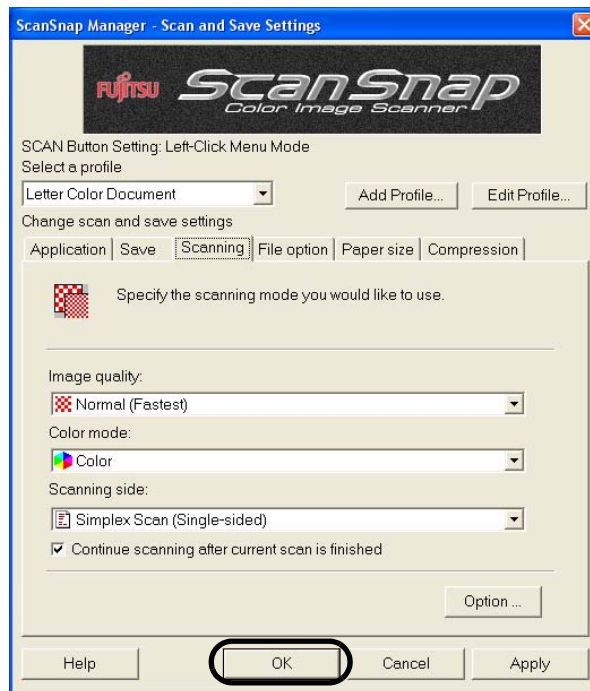 ScanSnap Manager - Scan and Save Settings
FUJITSU ScanSnap
Color Image Scanner
SCAN Button Setting: Left-Click Menu Mode
Select a profile
Letter Color Document Add Profile... Edit Profile...
Change scan and save settings
Application Save Scanning File option Paper size Compression
Specify the scanning mode you would like to use.
Image quality:
Normal (Fastest)
Color mode:
Color
Scanning side:
Simplex Scan (Single-sided)
Continue scanning after current scan is finished
Option ...
Help OK Cancel Apply